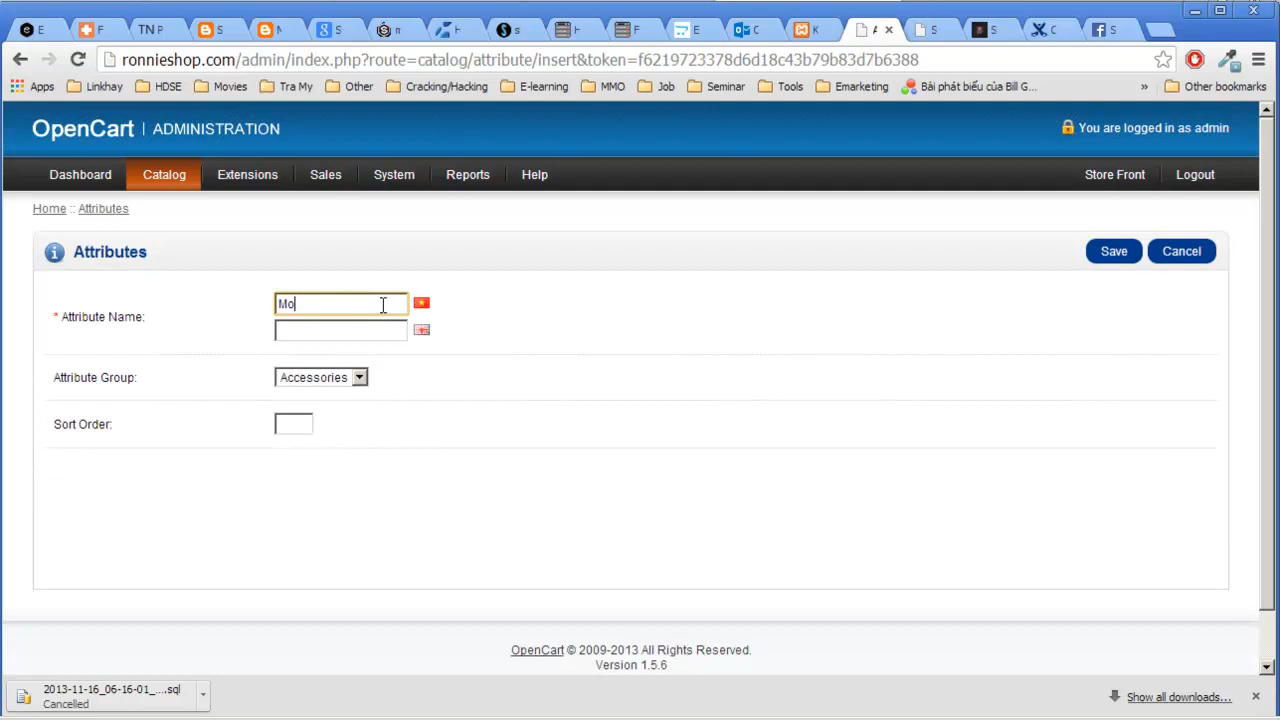 E F TN P S N S n H s H F E C K A S S C S
ronnieshop.com/admin/index.php?route=catalog/attribute/insert&token=f6219723378d6d18c43b79b83d7b6388
Apps Linkhay HDSE Movies Tra My Other Cracking/Hacking E-learning MMO Job Seminar Tools Emarketing Bài phát biểu của Bill G... » Other bookmarks
OpenCart | ADMINISTRATION You are logged in as admin
Dashboard Catalog Extensions Sales System Reports Help Store Front Logout
Home :: Attributes
Attributes Save Cancel
* Attribute Name: Mo
Attribute Group: Accessories
Sort Order:
OpenCart © 2009-2013 All Rights Reserved.
Version 1.5.6
2013-11-16_06-16-01_....sql
Cancelled
Show all downloads...